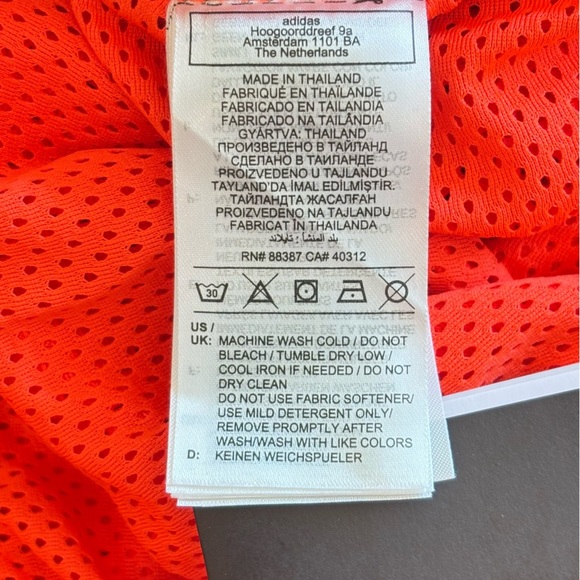 adidas
Hoogoorddreef 9a
Amsterdam 1101 BA
The Netherlands
MADE IN THAILAND
FABRIQUÉ EN THAÏLANDE
FABRICADO EN TAILANDIA
FABRICADO NA TAILÂNDIA
GYÁRTVA: THAILAND
ПРОИЗВЕДЕНО В ТАЙЛАНД
СДЕЛАНО В ТАИЛАНДЕ
PROIZVEDENO U TAJLANDU
TAYLAND'DA İMAL EDİLMİŞTİR.
ТАЙЛАНДТА ЖАСАЛҒАН
PROIZVEDENO NA TAJLANDU
FABRICAT ÎN THAILANDA
بلد المنشأ : تايلاند
RN# 88387 CA# 40312
30
US /
UK: MACHINE WASH COLD / DO NOT
BLEACH / TUMBLE DRY LOW /
COOL IRON IF NEEDED / DO NOT
DRY CLEAN
DO NOT USE FABRIC SOFTENER/
USE MILD DETERGENT ONLY/
REMOVE PROMPTLY AFTER
WASH/WASH WITH LIKE COLORS
D: KEINEN WEICHSPUELER